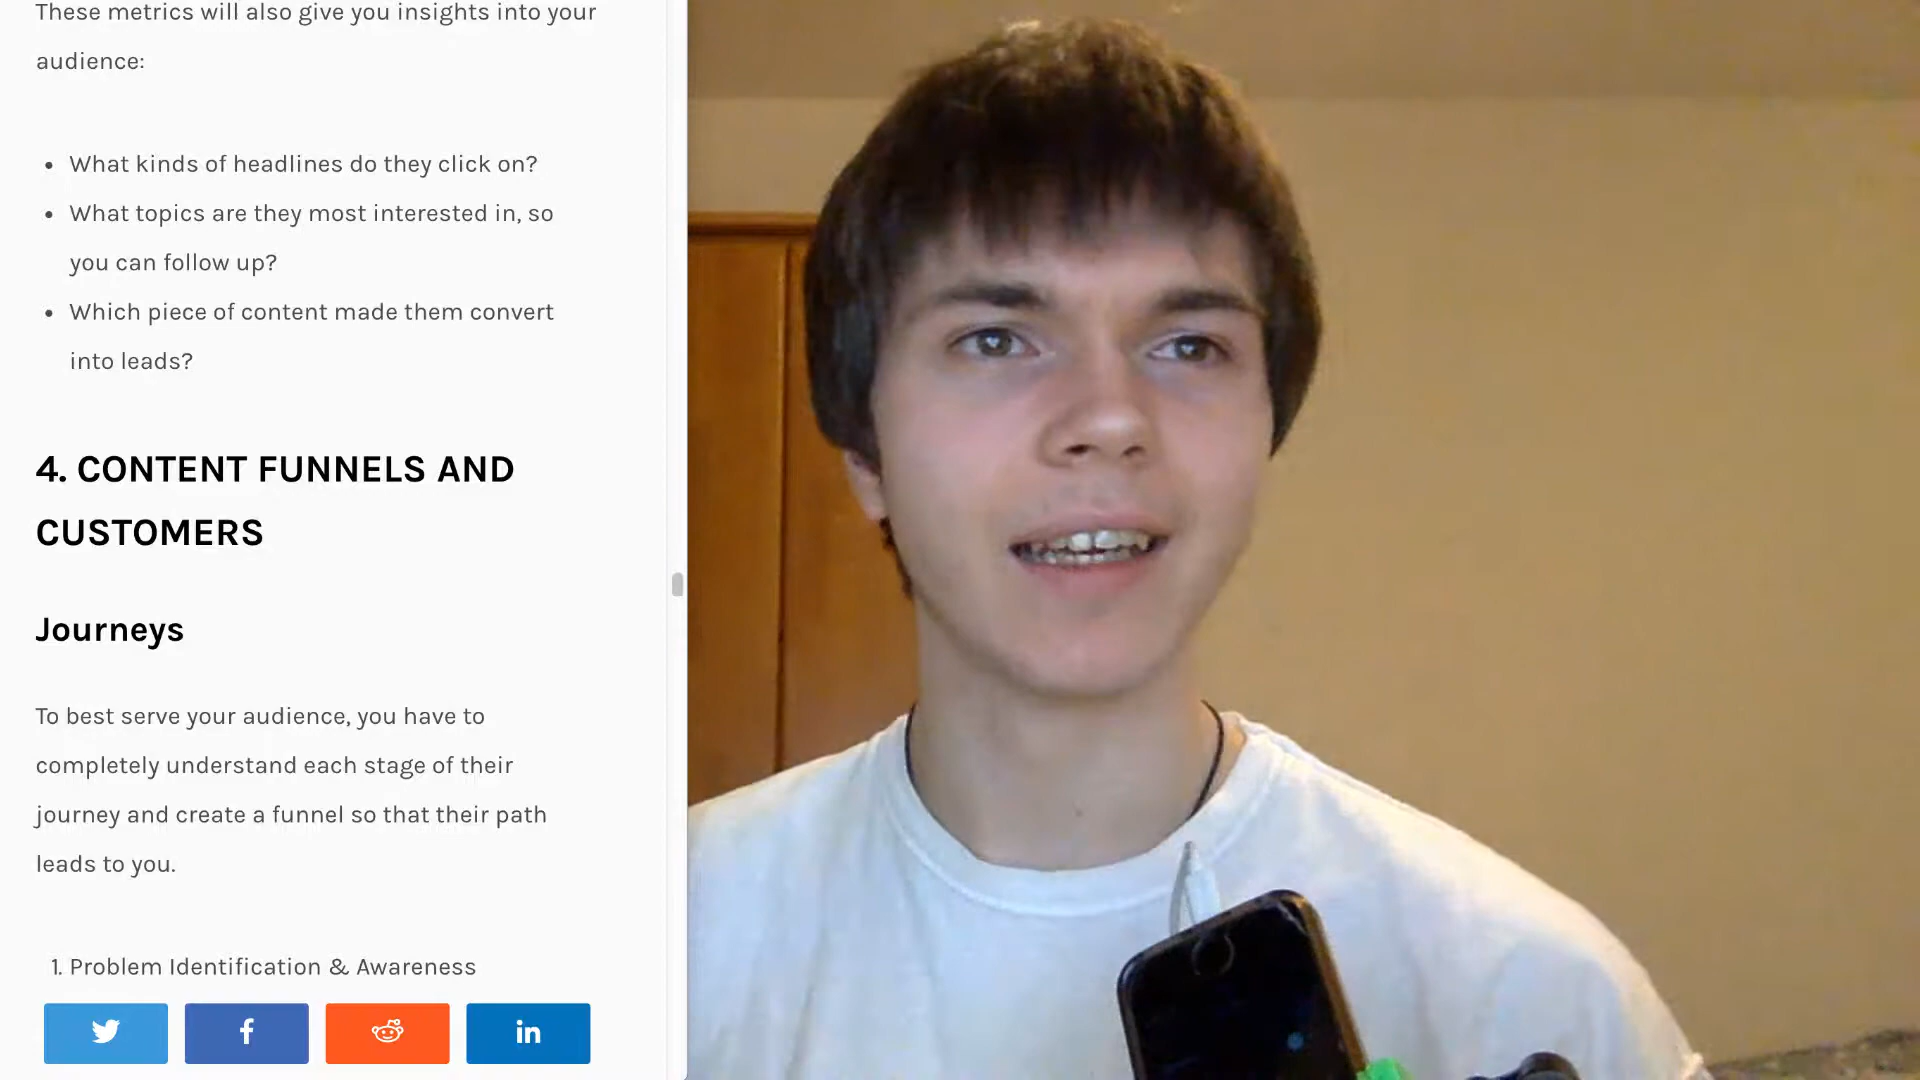 These metrics will also give you insights into your
audience:
• What kinds of headlines do they click on?
• What topics are they most interested in, so
you can follow up?
• Which piece of content made them convert
into leads?
4. CONTENT FUNNELS AND
CUSTOMERS
Journeys
To best serve your audience, you have to
completely understand each stage of their
journey and create a funnel so that their path
leads to you.
1. Problem Identification & Awareness